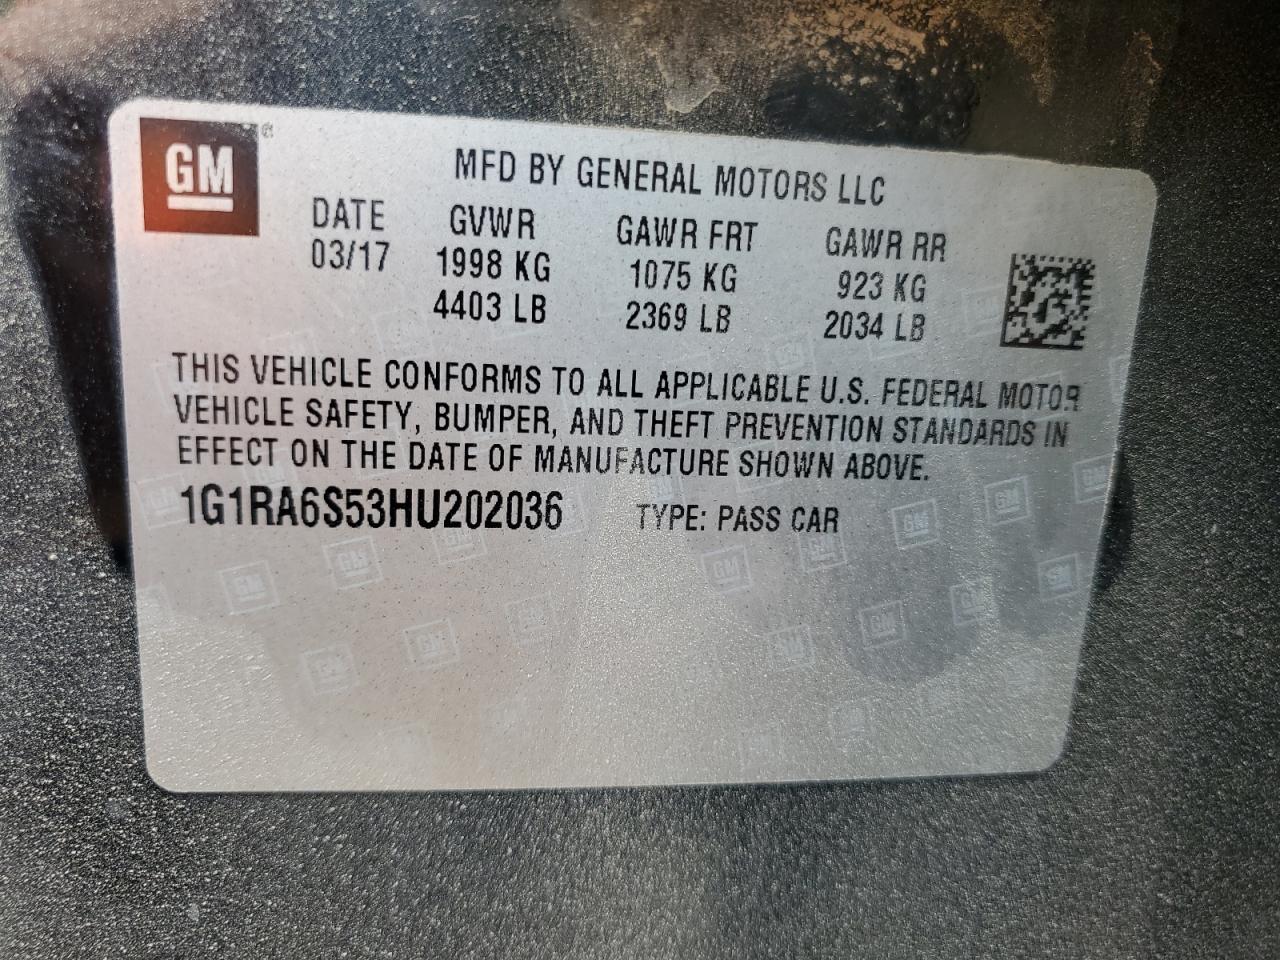 GM®
MFD BY GENERAL MOTORS LLC
DATE GVWR GAWR FRT GAWR RR
03/17 1998 KG 1075 KG 923 KG
4403 LB 2369 LB 2034 LB
THIS VEHICLE CONFORMS TO ALL APPLICABLE U.S. FEDERAL MOTOR
VEHICLE SAFETY, BUMPER, AND THEFT PREVENTION STANDARDS IN
EFFECT ON THE DATE OF MANUFACTURE SHOWN ABOVE.
1G1RA6S53HU202036 TYPE: PASS CAR